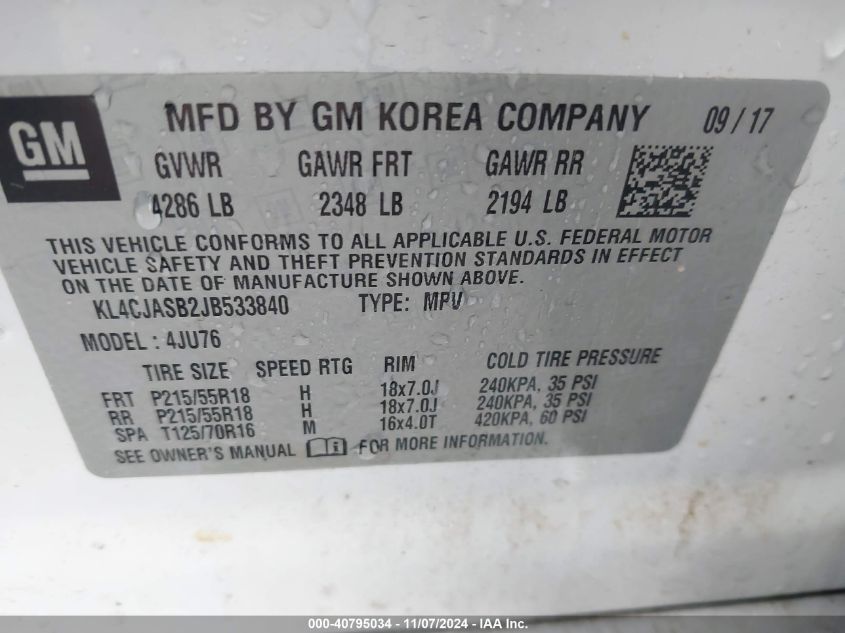 GM
MFD BY GM KOREA COMPANY 09/17
GVWR GAWR FRT GAWR RR
4286 LB 2348 LB 2194 LB
THIS VEHICLE CONFORMS TO ALL APPLICABLE U.S. FEDERAL MOTOR
VEHICLE SAFETY AND THEFT PREVENTION STANDARDS IN EFFECT
ON THE DATE OF MANUFACTURE SHOWN ABOVE.
KL4CJASB2JB533840 TYPE: MPV
MODEL: 4JU76
TIRE SIZE SPEED RTG RIM COLD TIRE PRESSURE
FRT P215/55R18 H 18x7.0J 240KPA, 35 PSI
RR P215/55R18 H 18x7.0J 240KPA, 35 PSI
SPA T125/70R16 M 16x4.0T 420KPA, 60 PSI
SEE OWNER'S MANUAL FOR MORE INFORMATION.
000-40795034 - 11/07/2024 - IAA Inc.